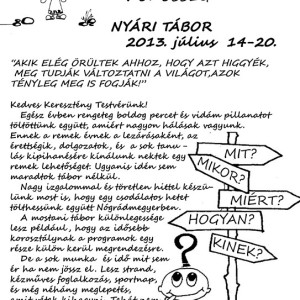 NYÁRI TÁBOR
2013. július 14-20.
"AKIK ELÉG ŐRÜLTEK AHHOZ, HOGY AZT HIGGYÉK,
MEG TUDJÁK VÁLTOZTATNI A VILÁGOT,AZOK
TÉNYLEG MEG IS FOGJÁK!"
Kedves Keresztény Testvérünk!
Egész évben rengeteg boldog percet és vidám pillanatot
töltöttünk együtt, amiért nagyon hálásak vagyunk.
Ennek a remek évnek a lezárásaként, az
érettségik, dolgozatok, és a sok tanu-
lás kipihenésére kínálunk nektek egy
remek lehetőséget. Ugyanis idén sem
maradtok tábor nélkül.
Nagy izgalommal és töretlen hittel készü-
lünk most is, hogy egy csodálatos hetet
tölthessünk együtt Nógrádmegyerben.
A mostani tábor különlegessége
lesz például, hogy az idősebb
korosztálynak a programok egy
része külön kerül megrendezésre.
De a sok munka és idő mit sem
ér ha nem jössz el. Lesz strand,
kézműves foglalkozás, sportnap,
és még néhány meglepetés,
MIT?
MIKOR?
MIÉRT?
HOGYAN?
KINEK?
?